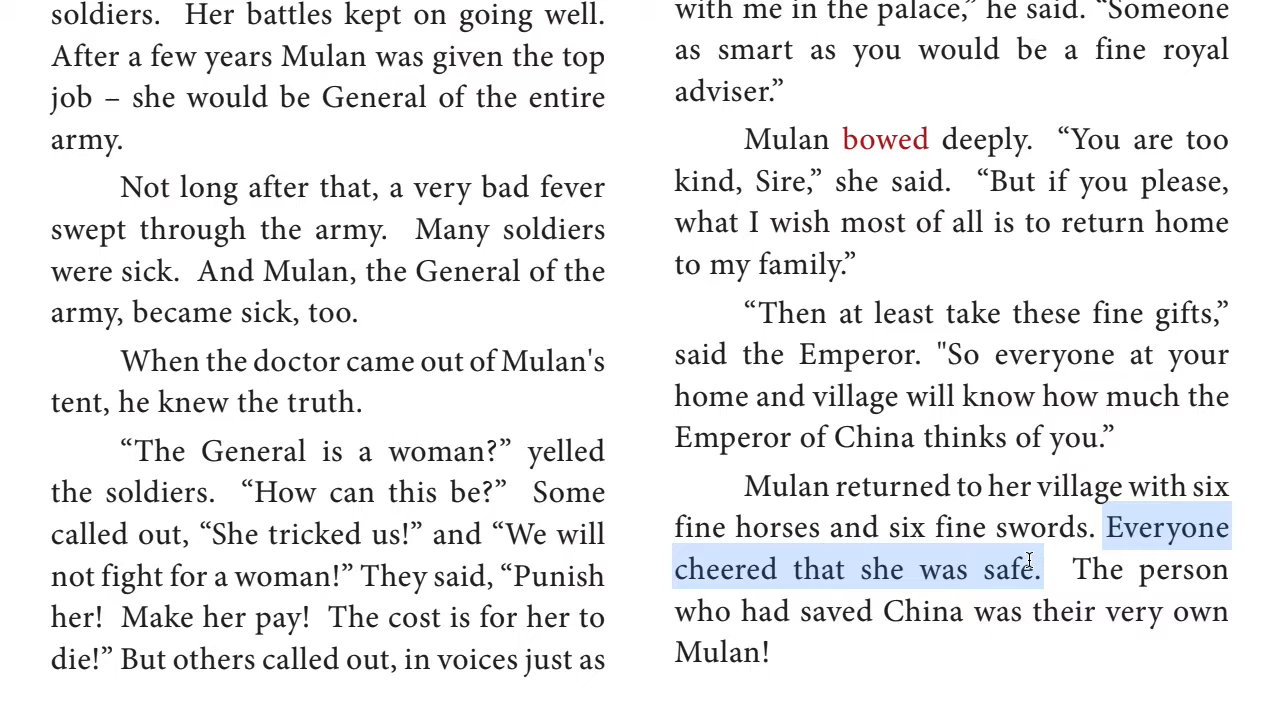 soldiers.  Her battles kept on going well.
After a few years Mulan was given the top
job – she would be General of the entire
army.
Not long after that, a very bad fever
swept through the army.  Many soldiers
were sick.  And Mulan, the General of the
army, became sick, too.
When the doctor came out of Mulan's
tent, he knew the truth.
“The General is a woman?” yelled
the soldiers.  “How can this be?”  Some
called out, “She tricked us!” and “We will
not fight for a woman!” They said, “Punish
her!  Make her pay!  The cost is for her to
die!” But others called out, in voices just as
with me in the palace,” he said. “Someone
as smart as you would be a fine royal
adviser.”
Mulan bowed deeply.  “You are too
kind, Sire,” she said.  “But if you please,
what I wish most of all is to return home
to my family.”
“Then at least take these fine gifts,”
said the Emperor. "So everyone at your
home and village will know how much the
Emperor of China thinks of you.”
Mulan returned to her village with six
fine horses and six fine swords. Everyone
cheered that she was safe.  The person
who had saved China was their very own
Mulan!